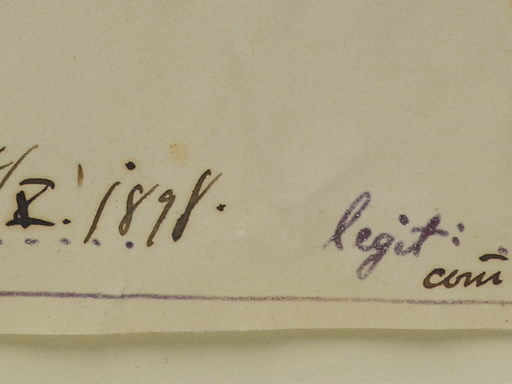 /X. 1898. legit:
com̄